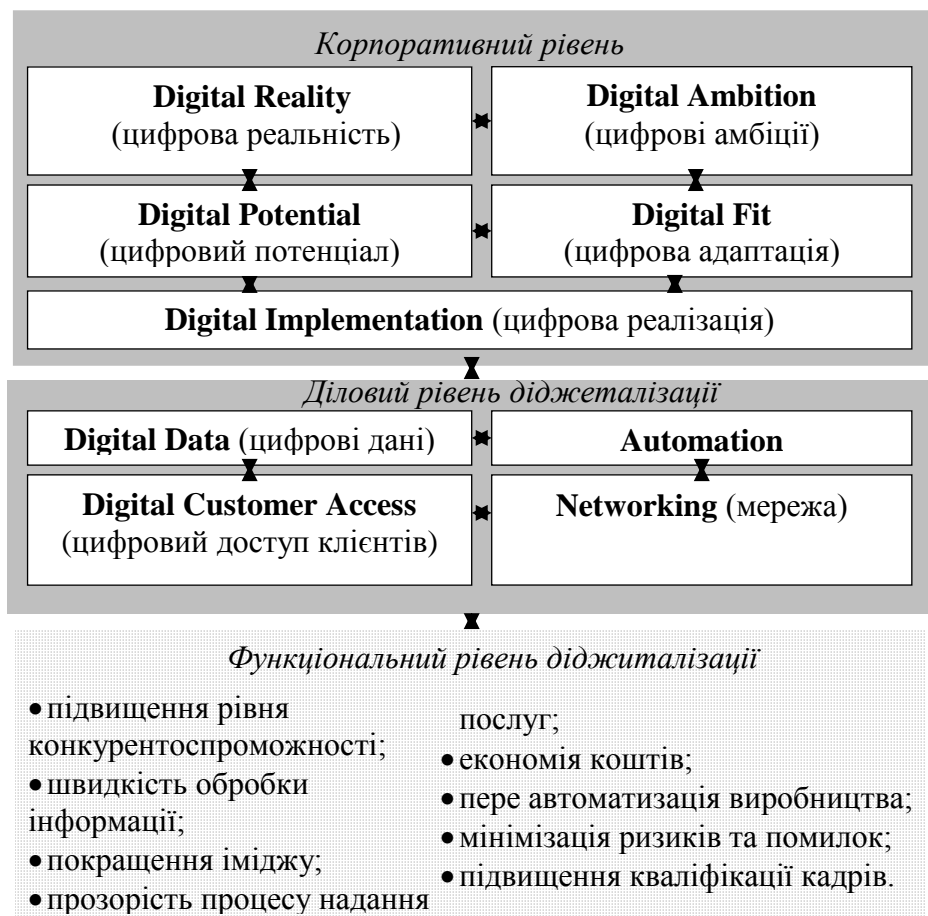 Корпоративний рівень
Digital Reality
(цифрова реальність)
Digital Ambition
(цифрові амбіції)
Digital Potential
(цифровий потенціал)
Digital Fit
(цифрова адаптація)
Digital Implementation (цифрова реалізація)
Діловий рівень діджеталізації
Digital Data (цифрові дані)
Automation
Digital Customer Access
(цифровий доступ клієнтів)
Networking (мережа)
Функціональний рівень діджиталізації
•підвищення рівня
конкурентоспроможності;
•швидкість обробки
інформації;
•покращення іміджу;
•прозорість процесу надання
послуг;
•економія коштів;
•пере автоматизація виробництва;
•мінімізація ризиків та помилок;
•підвищення кваліфікації кадрів.